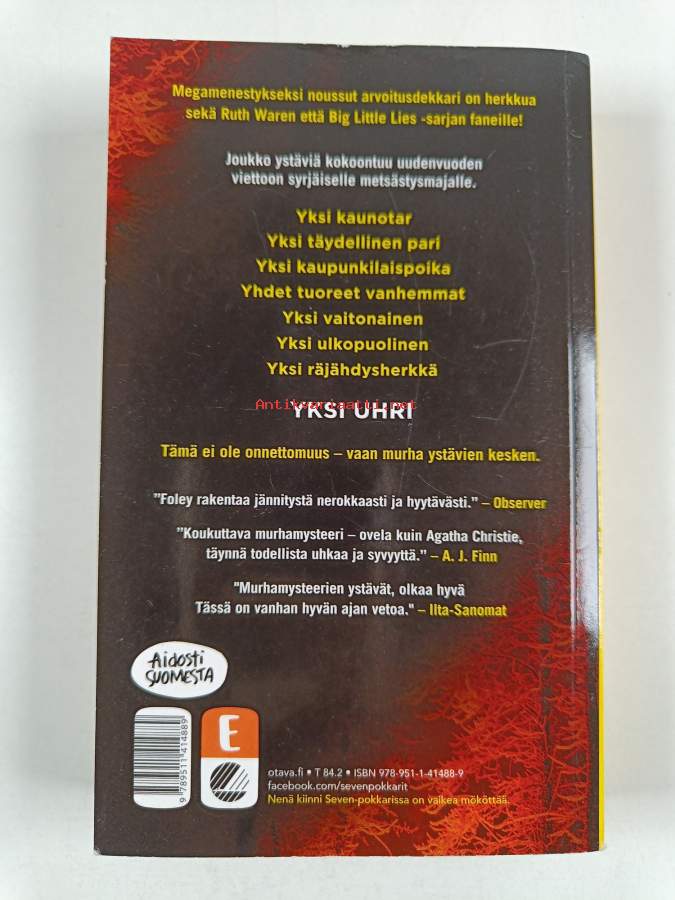 Megamenestykseksi noussut arvoitusdekkari on herkkua
sekä Ruth Waren että Big Little Lies -sarjan faneille!
Joukko ystäviä kokoontuu uudenvuoden
viettoon syrjäiselle metsästysmajalle.
Yksi kaunotar
Yksi täydellinen pari
Yksi kaupunkilaispoika
Yhdet tuoreet vanhemmat
Yksi vaitonainen
Yksi ulkopuolinen
Yksi räjähdysherkkä
Antikvariaatti.net
YKSI UHRI
Tämä ei ole onnettomuus – vaan murha ystävien kesken.
”Foley rakentaa jännitystä nerokkaasti ja hyytävästi.” – Observer
”Koukuttava murhamysteeri – ovela kuin Agatha Christie,
täynnä todellista uhkaa ja syvyyttä.” – A. J. Finn
"Murhamysteerien ystävät, olkaa hyvä
Tässä on vanhan hyvän ajan vetoa." – Ilta-Sanomat
Aidosti
SUOMESTA
E
9 789511 414889
otava.fi • T 84.2 • ISBN 978-951-1-41488-9
facebook.com/sevenpokkarit
Nenä kiinni Seven-pokkarissa on vaikea mököttää.